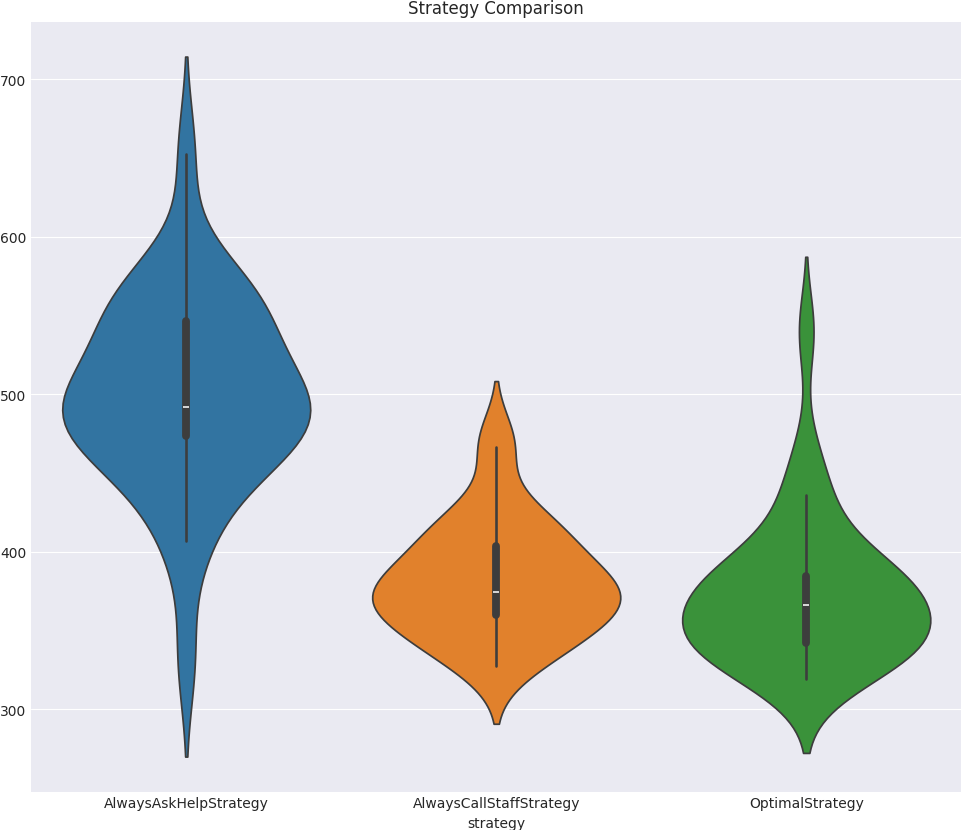 Strategy Comparison
700
600
500
400
300
AlwaysAskHelpStrategy AlwaysCallStaffStrategy OptimalStrategy
strategy